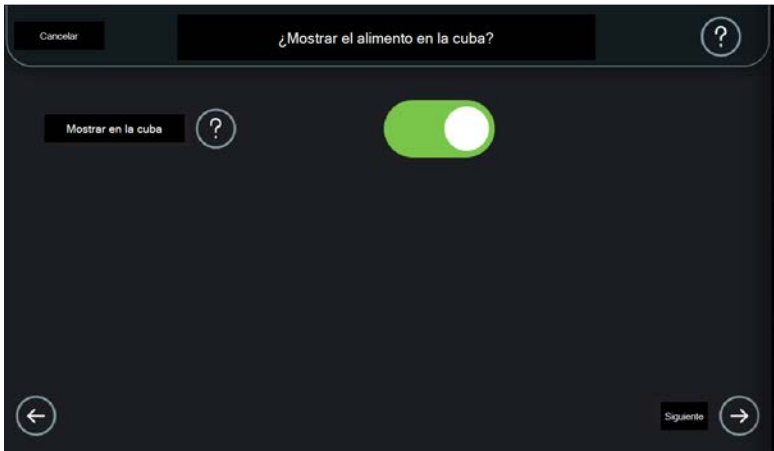 Cancelar
¿Mostrar el alimento en la cuba?
?
Mostrar en la cuba
?
Siguiente